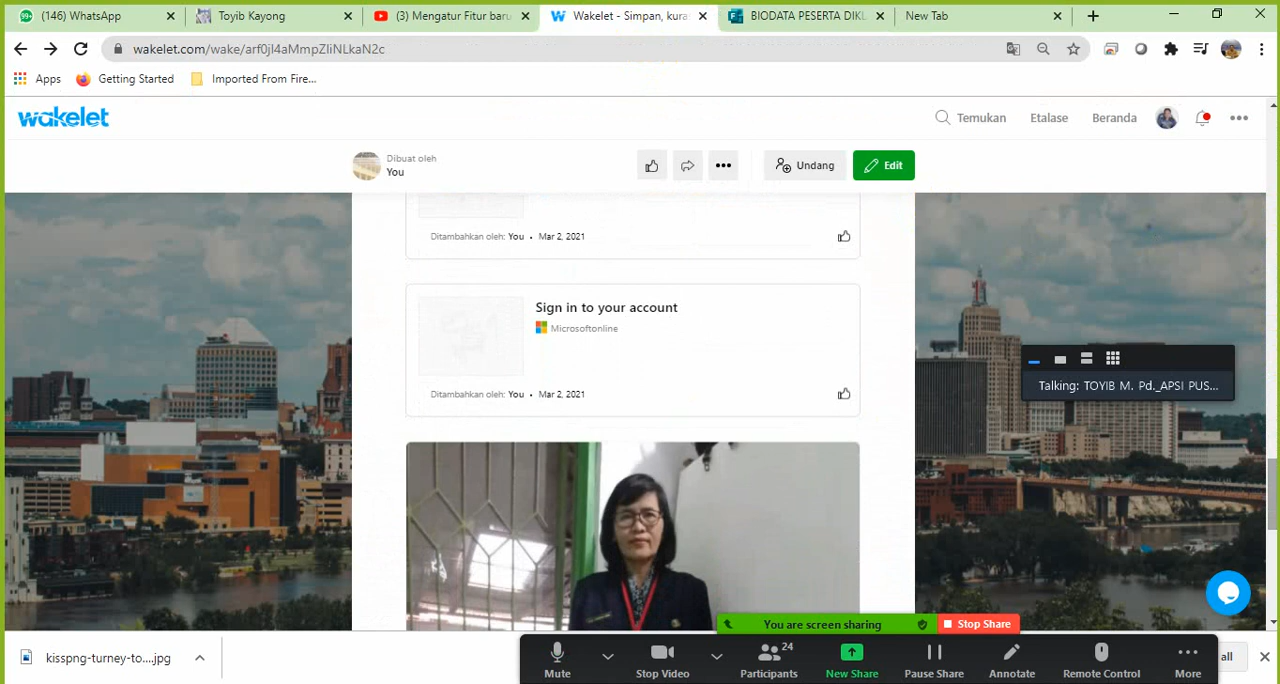 (146) WhatsApp
Toyib Kayong
(3) Mengatur Fitur baru
Wakelet - Simpan, kura
BIODATA PESERTA DIKL
New Tab
wakelet.com/wake/arf0jl4aMmpZliNLkaN2c
Apps
Getting Started
Imported From Fire...
wakelet
Temukan
Etalase
Beranda
Dibuat oleh
You
Undang
Edit
Ditambahkan oleh: You • Mar 2, 2021
Sign in to your account
Microsoftonline
Ditambahkan oleh: You • Mar 2, 2021
Talking: TOYIB M. Pd._APSI PUS...
You are screen sharing
Stop Share
kisspng-turney-to....jpg
Mute
Stop Video
24
Participants
New Share
Pause Share
Annotate
Remote Control
More
all